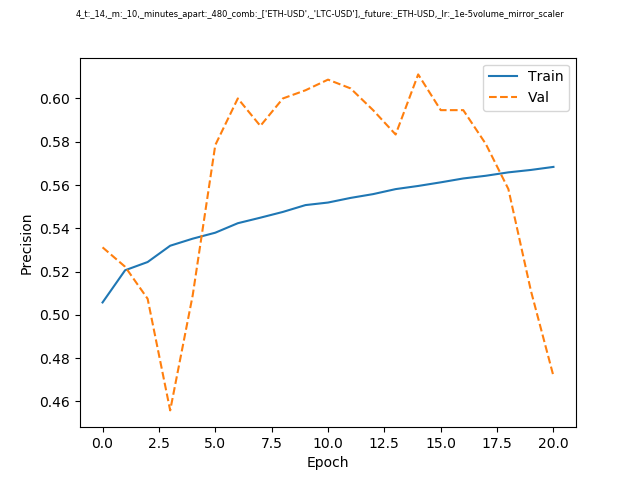 4_t:_14,_m:_10,_minutes_apart:_480_comb:_['ETH-USD',_'LTC-USD'],_future:_ETH-USD,_lr:_1e-5volume_mirror_scaler
Train
Val
0.60
0.58
0.56
0.54
0.52
0.50
0.48
0.46
Precision
0.0 2.5 5.0 7.5 10.0 12.5 15.0 17.5 20.0
Epoch